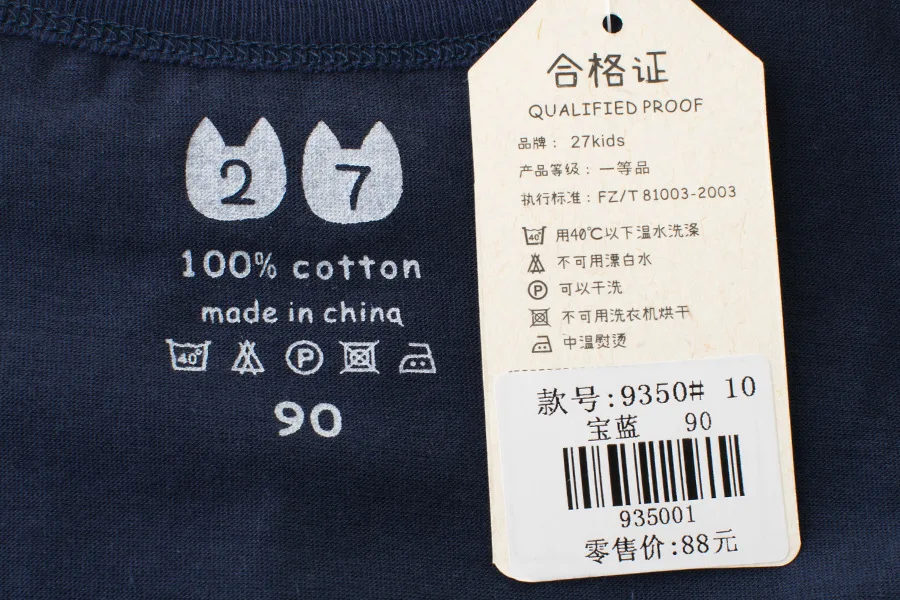 2 7
100% cotton
made in china
40°
P
90
合格证
QUALIFIED PROOF
品牌： 27kids
产品等级：一等品
执行标准：FZ/T 81003-2003
40° 用40℃以下温水洗涤
不可用漂白水
P 可以干洗
不可用洗衣机烘干
中温熨烫
款号:9350# 10
宝蓝 90
935001
零售价:88元